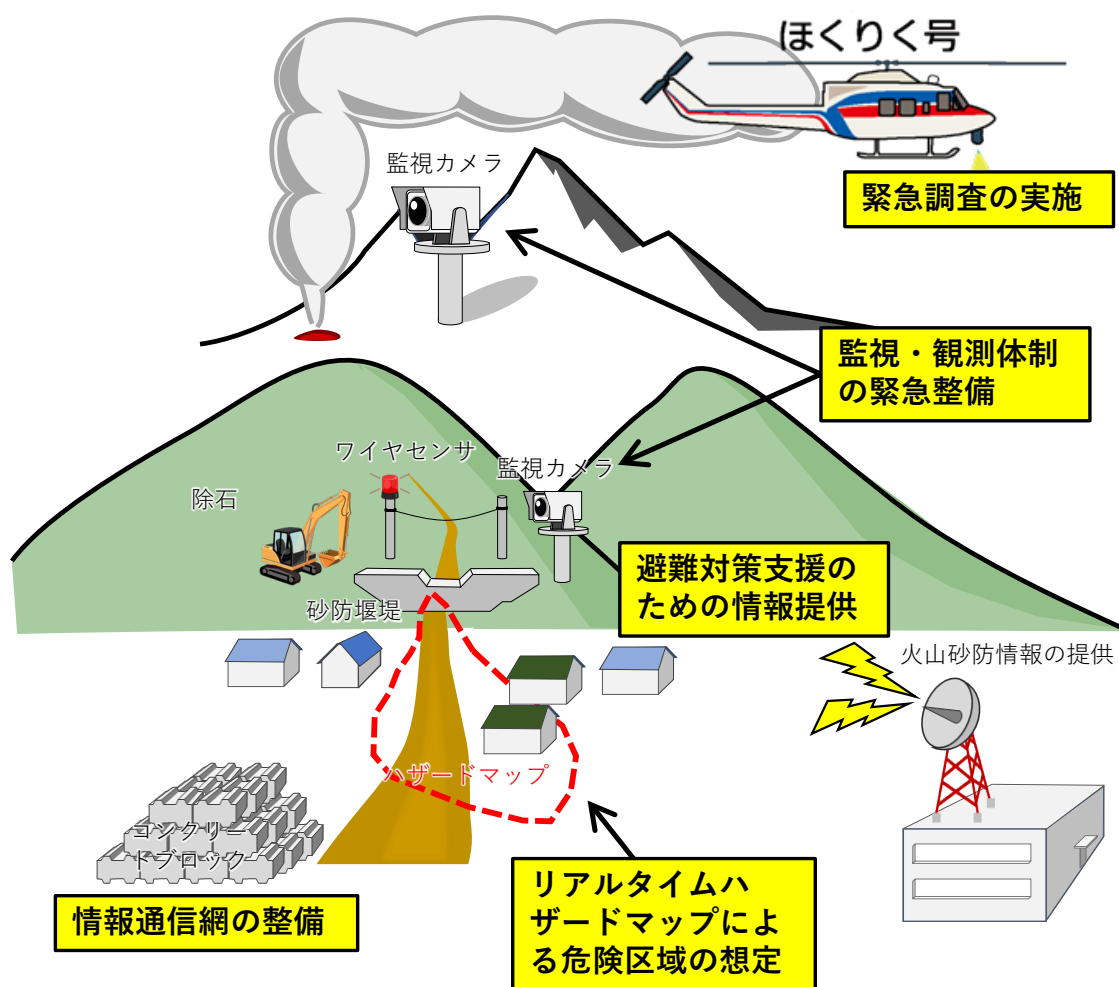 ほくりく号
監視カメラ
緊急調査の実施
監視・観測体制
の緊急整備
ワイヤセンサ
監視カメラ
除石
避難対策支援の
ための情報提供
砂防堰堤
火山砂防情報の提供
ハザードマップ
コンクリー
トブロック
リアルタイムハ
ザードマップによ
る危険区域の想定
情報通信網の整備